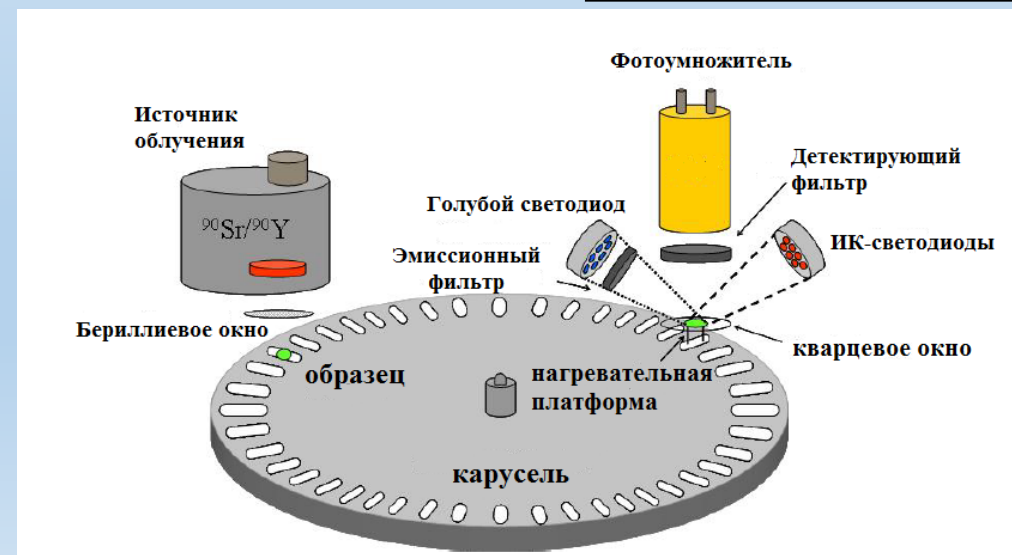 Фотоумножитель
Источник
облучения
Детектирующий
фильтр
Голубой светодиод
⁹⁰Sr/⁹⁰Y
ИК-светодиоды
Эмиссионный
фильтр
Бериллиевое окно
кварцевое окно
образец
нагревательная
платформа
карусель